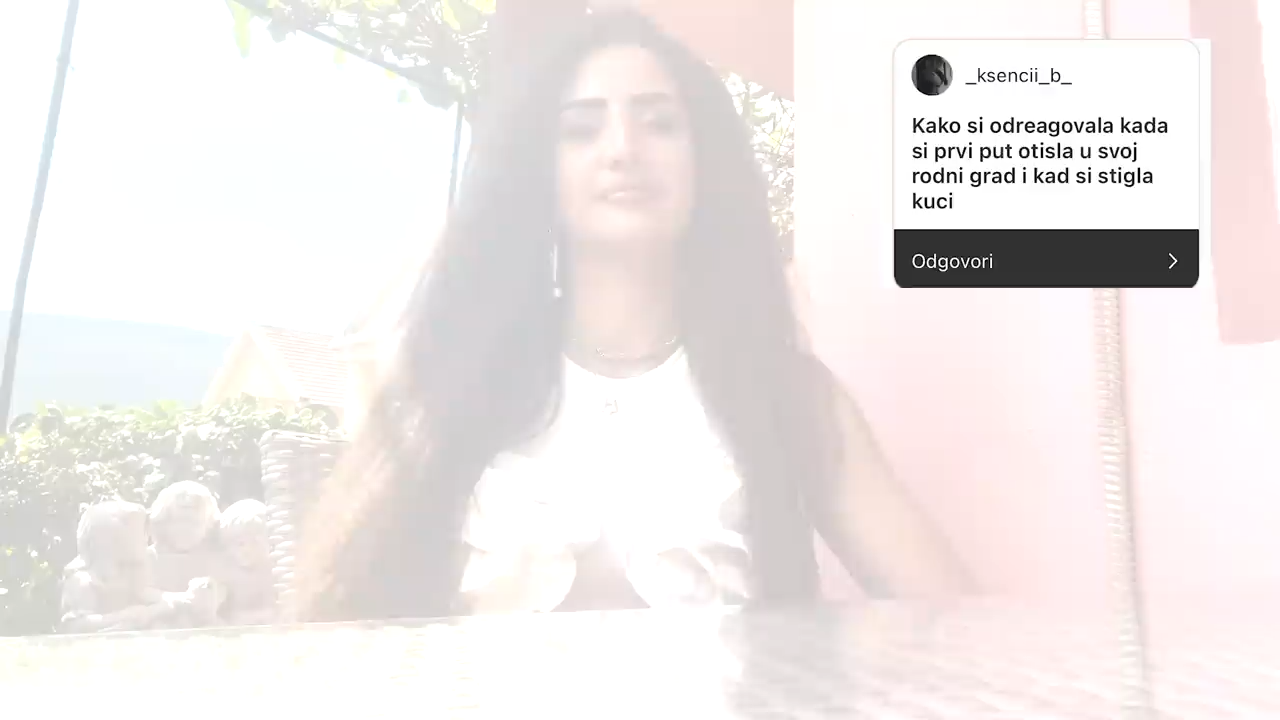 _ksencii_b_
Kako si odreagovala kada
si prvi put otisla u svoj
rodni grad i kad si stigla
kuci
Odgovori